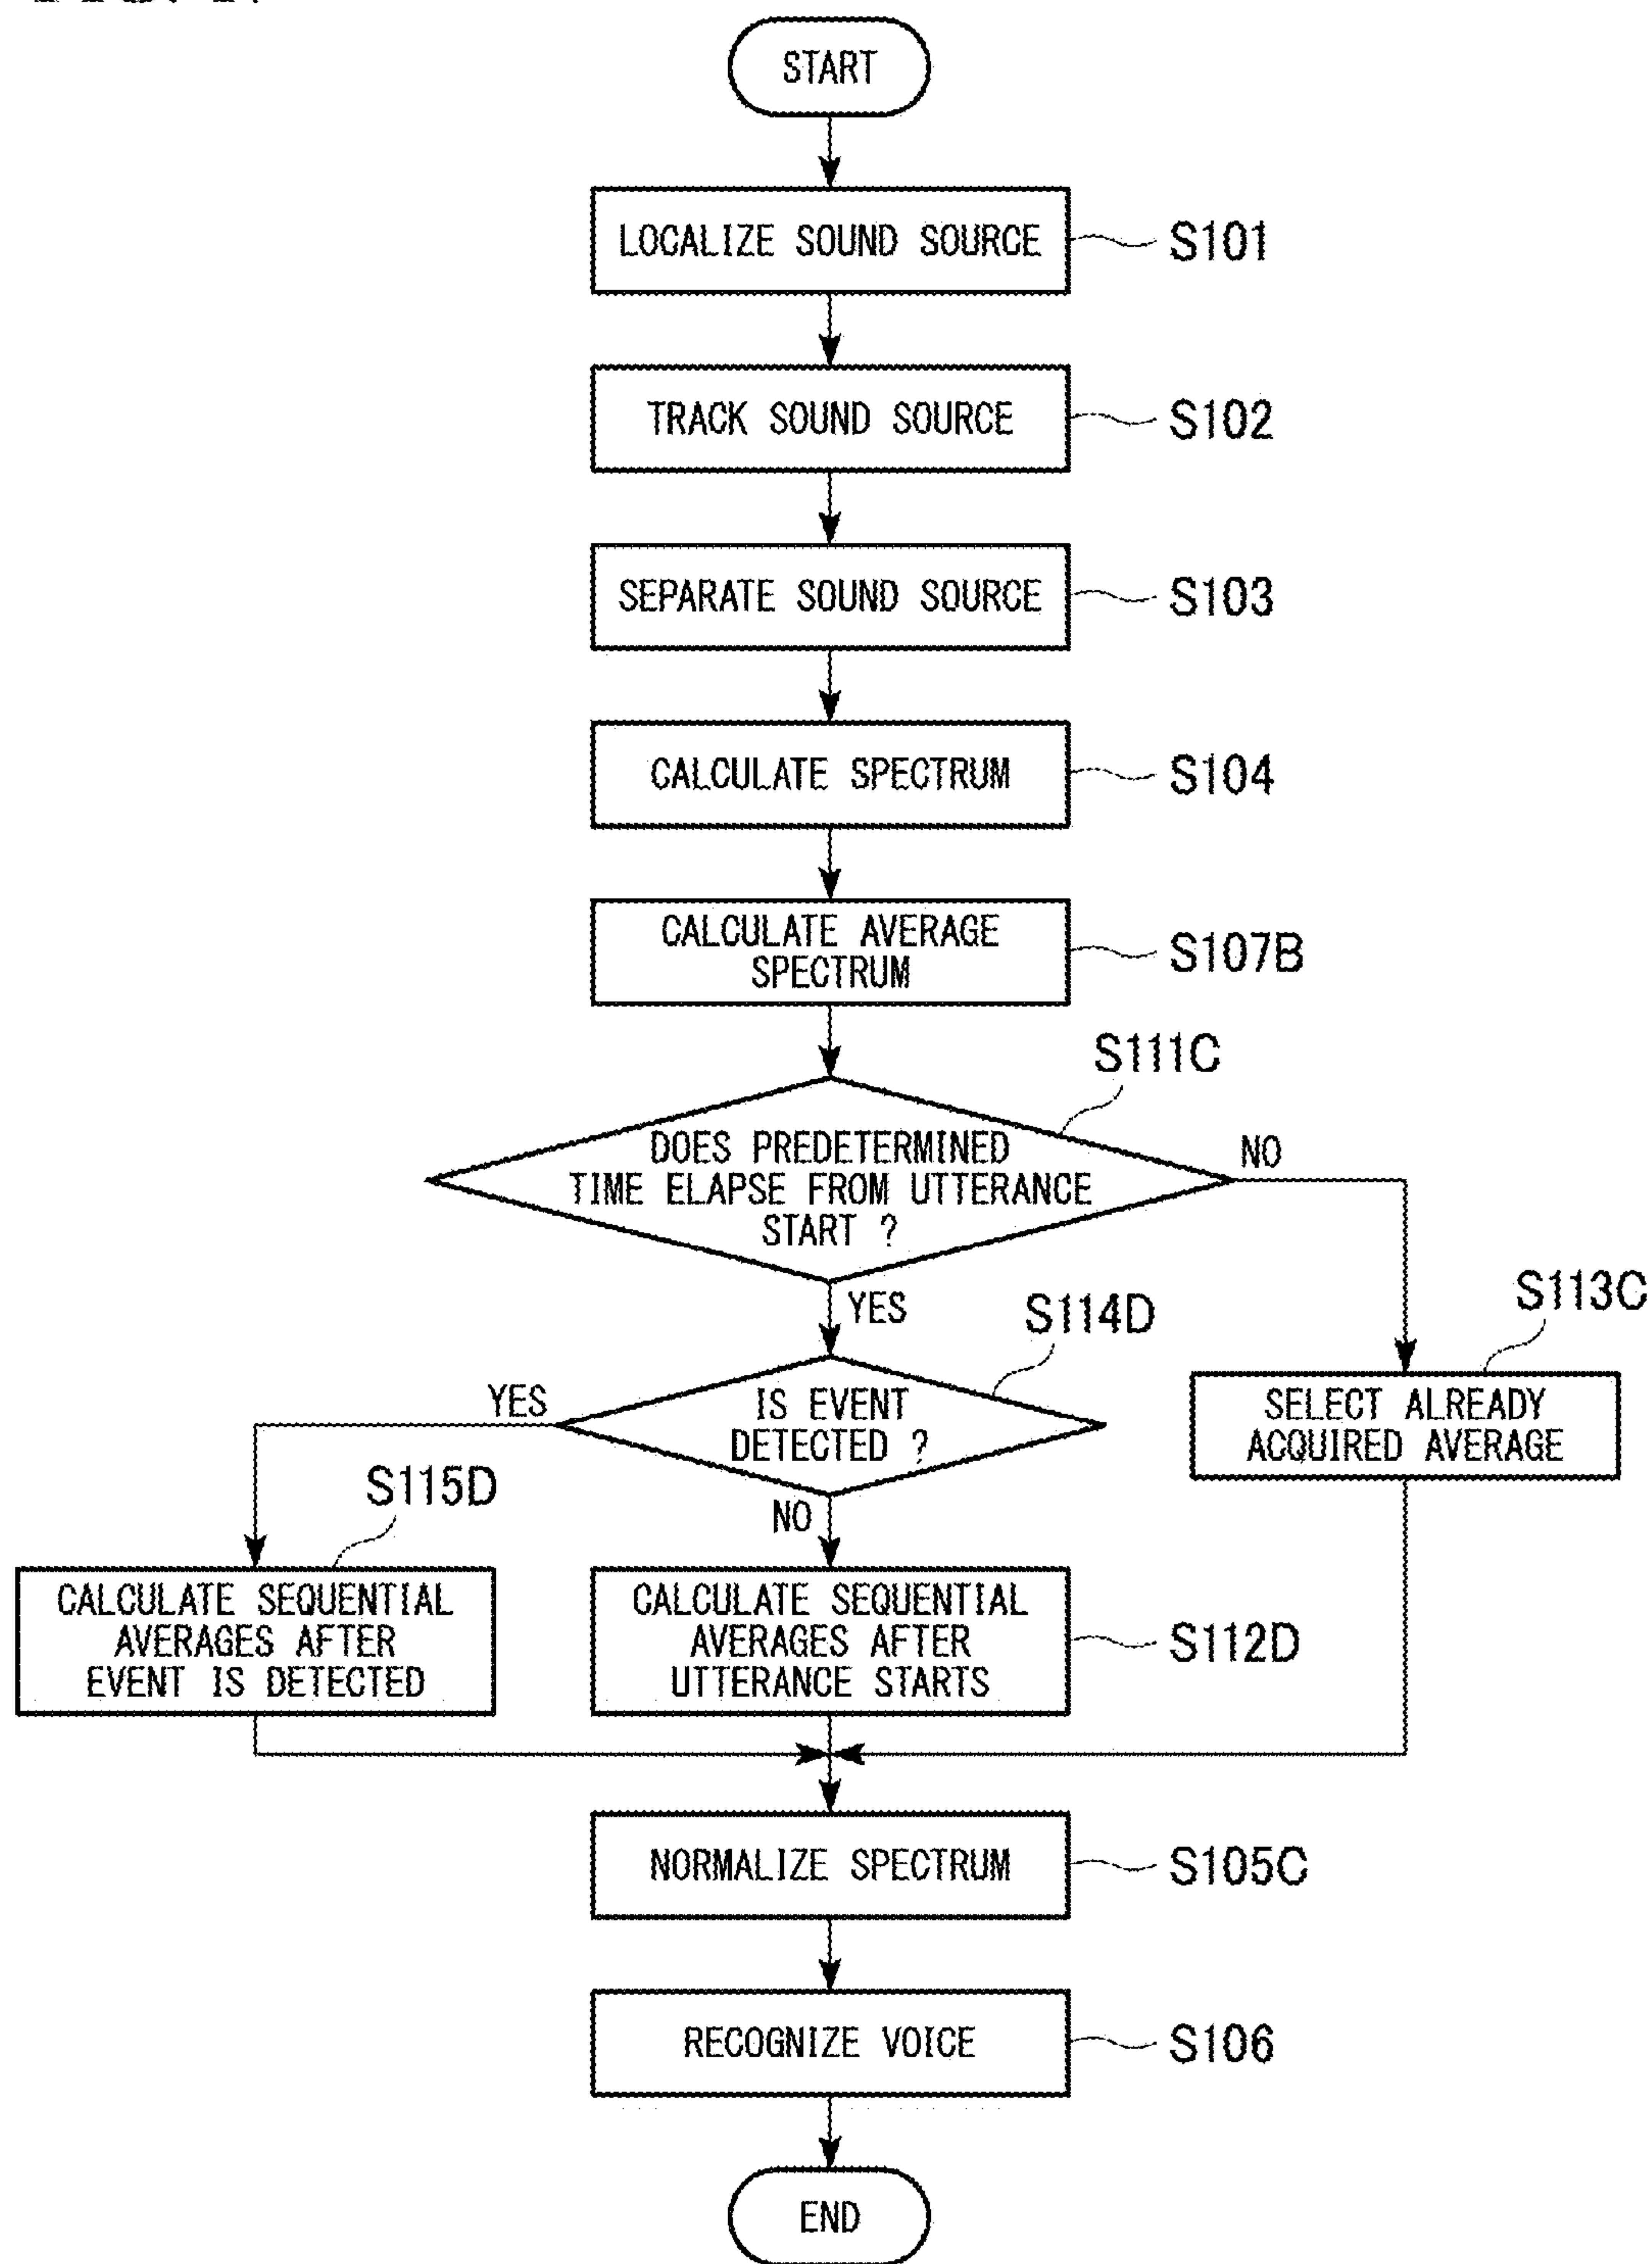 START
LOCALIZE SOUND SOURCE
S101
TRACK SOUND SOURCE
S102
SEPARATE SOUND SOURCE
S103
CALCULATE SPECTRUM
S104
CALCULATE AVERAGE
SPECTRUM
S107B
S111C
DOES PREDETERMINED
TIME ELAPSE FROM UTTERANCE
START ?
NO
YES
S114D
S113C
IS EVENT
DETECTED ?
YES
NO
SELECT ALREADY
ACQUIRED AVERAGE
S115D
CALCULATE SEQUENTIAL
AVERAGES AFTER
EVENT IS DETECTED
CALCULATE SEQUENTIAL
AVERAGES AFTER
UTTERANCE STARTS
S112D
NORMALIZE SPECTRUM
S105C
RECOGNIZE VOICE
S106
END